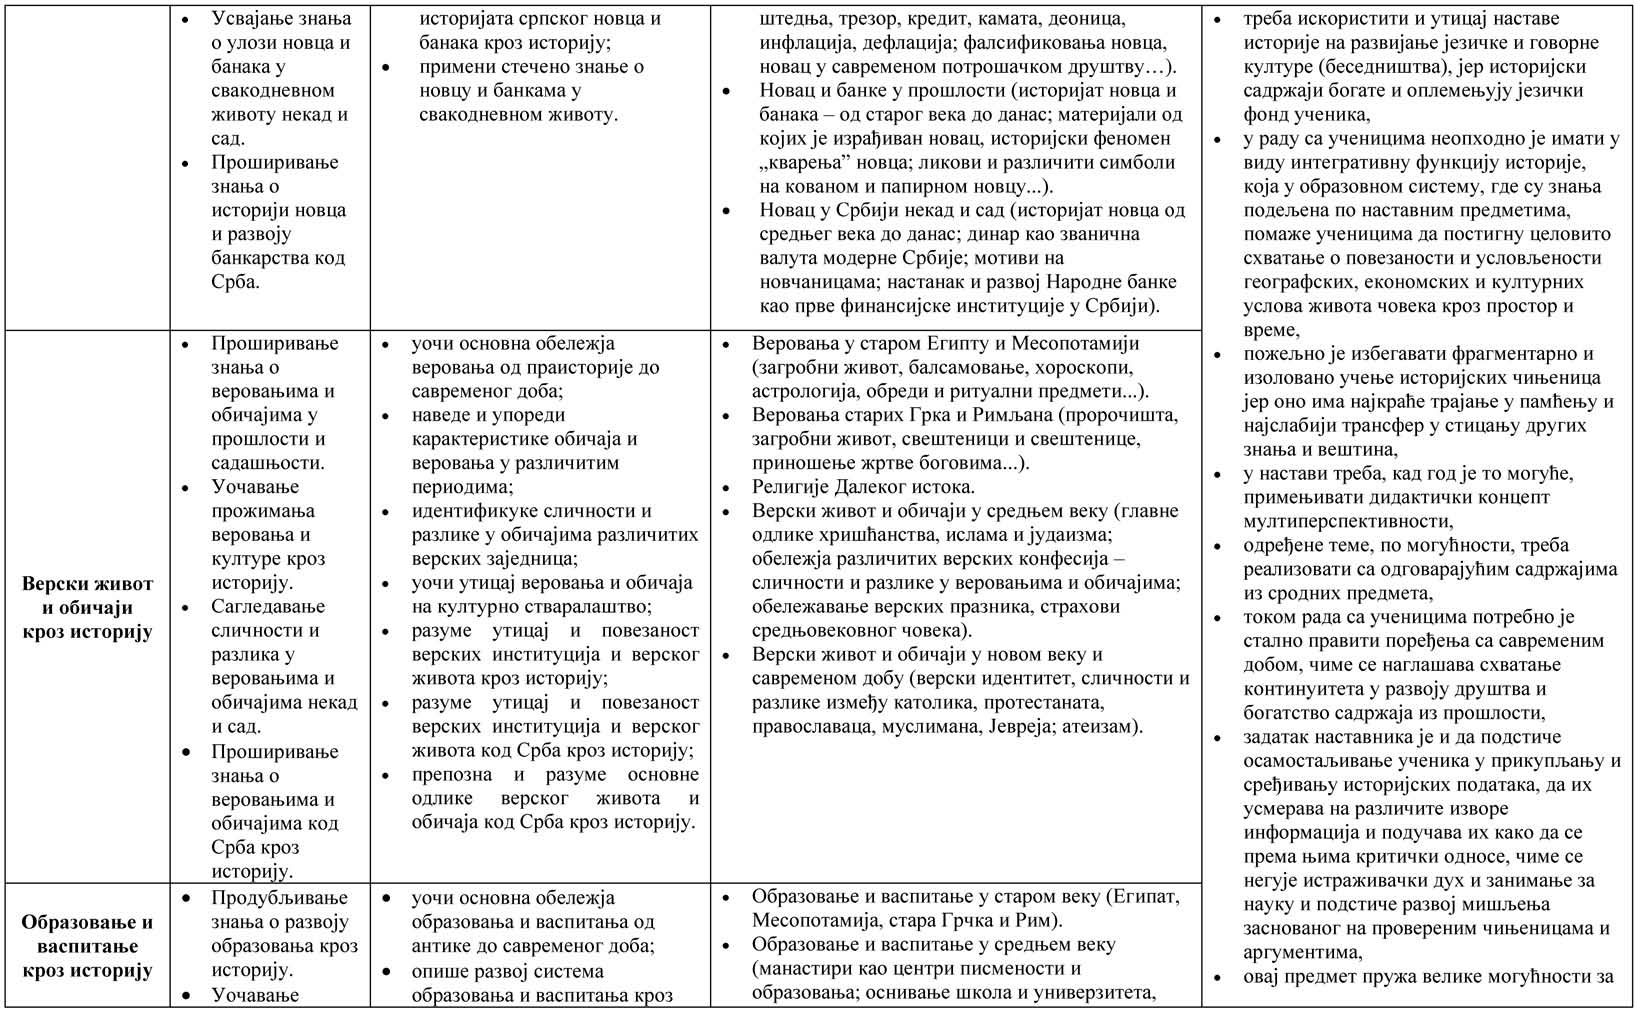 Усвајање знања
о улози новца и
банака у
свакодневном
животу некад и
сад.
Проширивање
знања о
историји новца
и развоју
банкарства код
Срба.
историјата српског новца и
банака кроз историју;
примени стечено знање о
новцу и банкама у
свакодневном животу.
штедња, трезор, кредит, камата, деоница,
инфлација, дефлација; фалсификовања новца,
новац у савременом потрошачком друштву…).
Новац и банке у прошлости (историјат новца и
банака – од старог века до данас; материјали од
којих је израђиван новац, историјски феномен
„кварења” новца; ликови и различити симболи
на кованом и папирном новцу...).
Новац у Србији некад и сад (историјат новца од
средњег века до данас; динар као званична
валута модерне Србије; мотиви на
новчаницама; настанак и развој Народне банке
као прве финансијске институције у Србији).
Верски живот
и обичаји
кроз историју
Проширивање
знања о
веровањима и
обичајима у
прошлости и
садашњости.
Уочавање
прожимања
веровања и
културе кроз
историју.
Сагледавање
сличности и
разлика у
веровањима и
обичајима некад
и сад.
Проширивање
знања о
веровањима и
обичајима код
Срба кроз
историју.
уочи основна обележја
веровања од праисторије до
савременог доба;
наведе и упореди
карактеристике обичаја и
веровања у различитим
периодима;
идентификуке сличности и
разлике у обичајима различитих
верских заједница;
уочи утицај веровања и обичаја
на културно стваралаштво;
разуме утицај и повезаност
верских институција и верског
живота кроз историју;
разуме утицај и повезаност
верских институција и верског
живота код Срба кроз историју;
препозна и разуме основне
одлике верског живота и
обичаја код Срба кроз историју.
Веровања у старом Египту и Месопотамији
(загробни живот, балсамовање, хороскопи,
астрологија, обреди и ритуални предмети...).
Веровања старих Грка и Римљана (пророчишта,
загробни живот, свештеници и свештенице,
приношење жртве боговима...).
Религије Далеког истока.
Верски живот и обичаји у средњем веку (главне
одлике хришћанства, ислама и јудаизма;
обележја различитих верских конфесија –
сличности и разлике у веровањима и обичајима;
обележавање верских празника, страхови
средњовековног човека).
Верски живот и обичаји у новом веку и
савременом добу (верски идентитет, сличности и
разлике између католика, протестаната,
православаца, муслимана, Јевреја; атеизам).
Образовање и
васпитање
кроз историју
Продубљивање
знања о развоју
образовања кроз
историју.
Уочавање
уочи основна обележја
образовања и васпитања од
антике до савременог доба;
опише развој система
образовања и васпитања кроз
Образовање и васпитање у старом веку (Египат,
Месопотамија, стара Грчка и Рим).
Образовање и васпитање у средњем веку
(манастири као центри писмености и
образовања; оснивање школа и универзитета,
треба искористити и утицај наставе
историје на развијање језичке и говорне
културе (беседништва), јер историјски
садржаји богате и оплемењују језички
фонд ученика,
у раду са ученицима неопходно је имати у
виду интегративну функцију историје,
која у образовном систему, где су знања
подељена по наставним предметима,
помаже ученицима да постигну целовито
схватање о повезаности и условљености
географских, економских и културних
услова живота човека кроз простор и
време,
пожељно је избегавати фрагментарно и
изоловано учење историјских чињеница
јер оно има најкраће трајање у памћењу и
најслабији трансфер у стицању других
знања и вештина,
у настави треба, кад год је то могуће,
примењивати дидактички концепт
мултиперспективности,
одређене теме, по могућности, треба
реализовати са одговарајућим садржајима
из сродних предмета,
током рада са ученицима потребно је
стално правити поређења са савременим
добом, чиме се наглашава схватање
континуитета у развоју друштва и
богатство садржаја из прошлости,
задатак наставника је и да подстиче
осамостаљивање ученика у прикупљању и
сређивању историјских података, да их
усмерава на различите изворе
информација и подучава их како да се
према њима критички односе, чиме се
негује истраживачки дух и занимање за
науку и подстиче развој мишљења
заснованог на провереним чињеницама и
аргументима,
овај предмет пружа велике могућности за